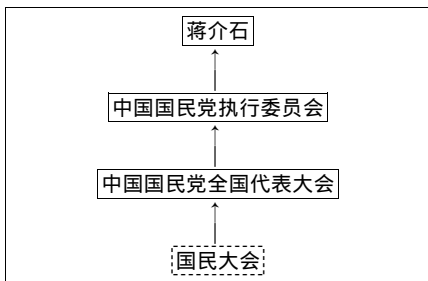 蒋介石
中国国民党执行委员会
中国国民党全国代表大会
国民大会